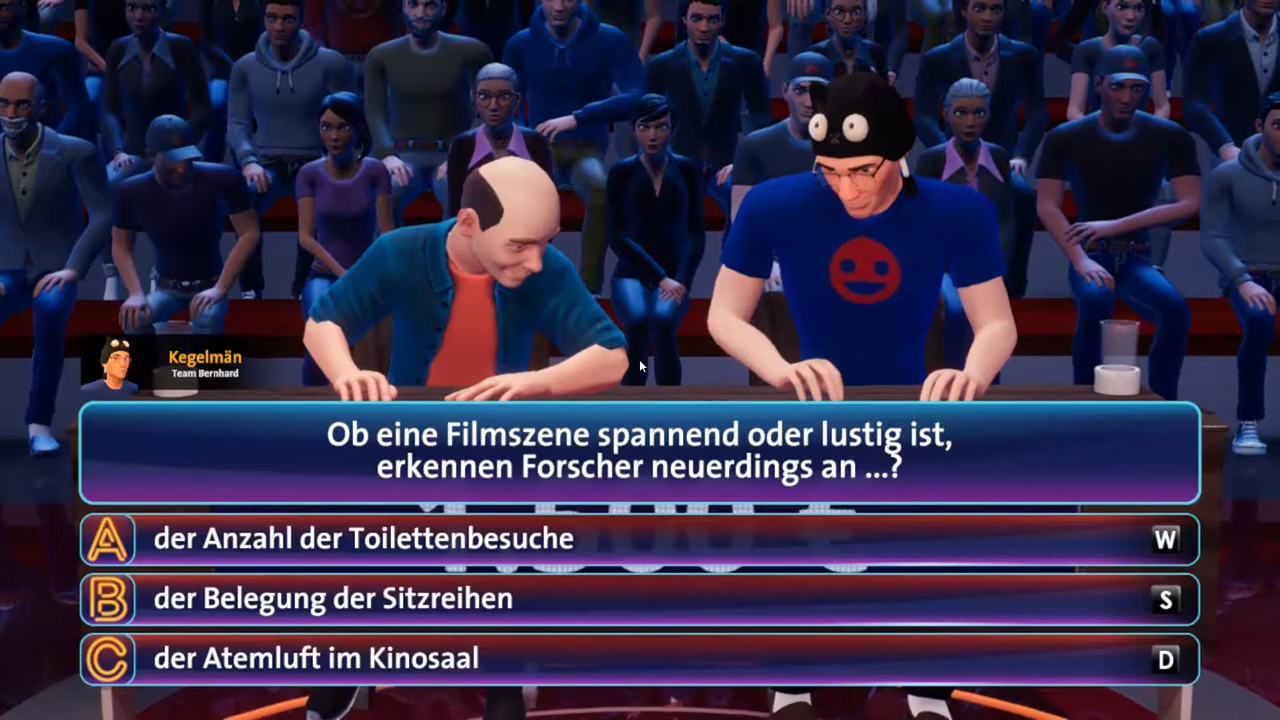 Kegelmän
Team Bernhard
Ob eine Filmszene spannend oder lustig ist,
erkennen Forscher neuerdings an ...?
A der Anzahl der Toilettenbesuche W
B der Belegung der Sitzreihen S
C der Atemluft im Kinosaal D